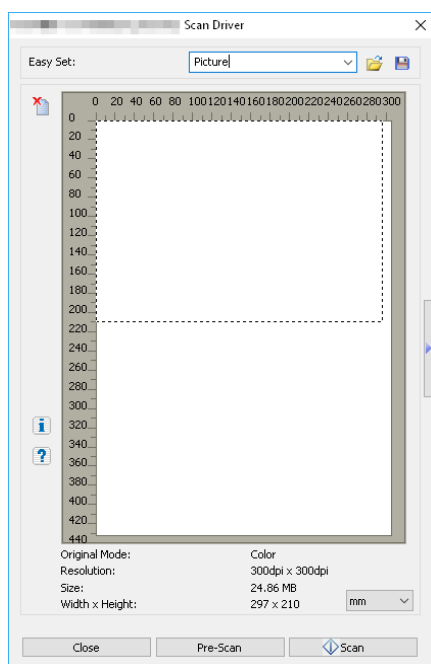 Scan Driver
Easy Set: Picture
0 20 40 60 80 100 120 140 160 180 200 220 240 260 280 300
0
20
40
60
80
100
120
140
160
180
200
220
240
260
280
300
320
340
360
380
400
420
440
Original Mode: Color
Resolution: 300dpi x 300dpi
Size: 24.86 MB
Width x Height: 297 x 210 mm
Close Pre-Scan Scan